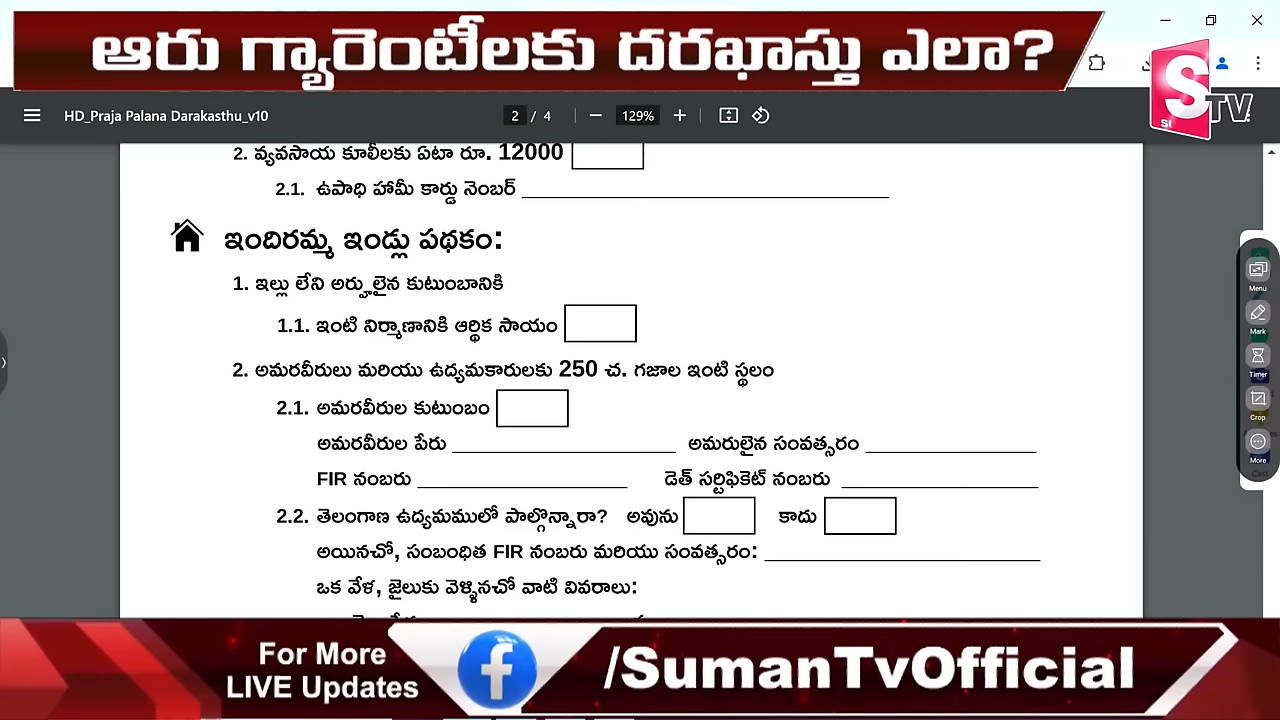 ఆరు గ్యారెంటీలకు దరఖాస్తు ఎలా?
S
TV
HD_Praja Palana Darakasthu_v10
2 / 4
129%
2. వ్యవసాయ కూలీలకు ఏటా రూ. 12000
2.1. ఉపాధి హామీ కార్డు నెంబర్
ఇందిరమ్మ ఇండ్లు పథకం:
1. ఇల్లు లేని అర్హులైన కుటుంబానికి
1.1. ఇంటి నిర్మాణానికి ఆర్థిక సాయం
2. అమరవీరులు మరియు ఉద్యమకారులకు 250 చ. గజాల ఇంటి స్థలం
2.1. అమరవీరుల కుటుంబం
అమరవీరుల పేరు అమరులైన సంవత్సరం
FIR నంబరు డెత్ సర్టిఫికెట్ నంబరు
2.2. తెలంగాణ ఉద్యమములో పాల్గొన్నారా? అవును కాదు
అయినచో, సంబంధిత FIR నంబరు మరియు సంవత్సరం:
ఒక వేళ, జైలుకు వెళ్ళినచో వాటి వివరాలు:
Menu
Mark
Timer
Crop
More
For More
LIVE Updates
f
/SumanTvOfficial